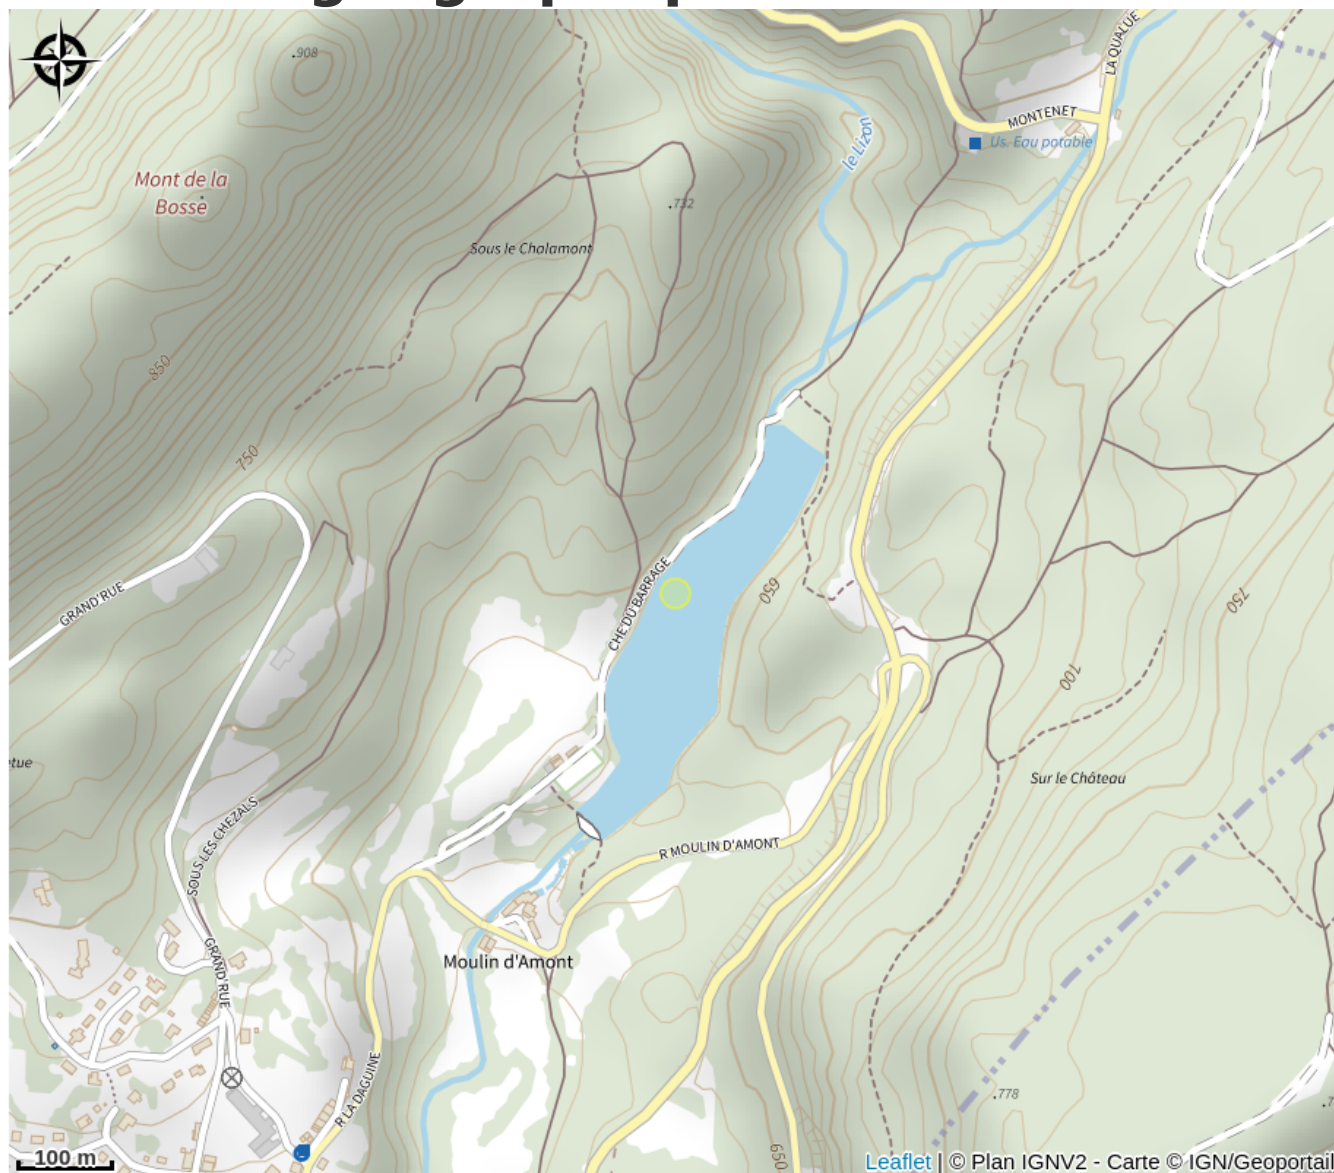 .908
LA QUALUE
MONTENET
Us. Eau potable
le Lizon
Mont de la
Bosse
.732
Sous le Chalamont
850
750
GRAND'RUE
CHE DU BARRAGE
650
750
700
etue
Sur le Château
SOUS LES CHEZALS
R MOULIN D'AMONT
GRAND'RUE
Moulin d'Amont
R LA DAGUINE
.778
650
100 m
Leaflet | © Plan IGNV2 - Carte © IGN/Geoportail